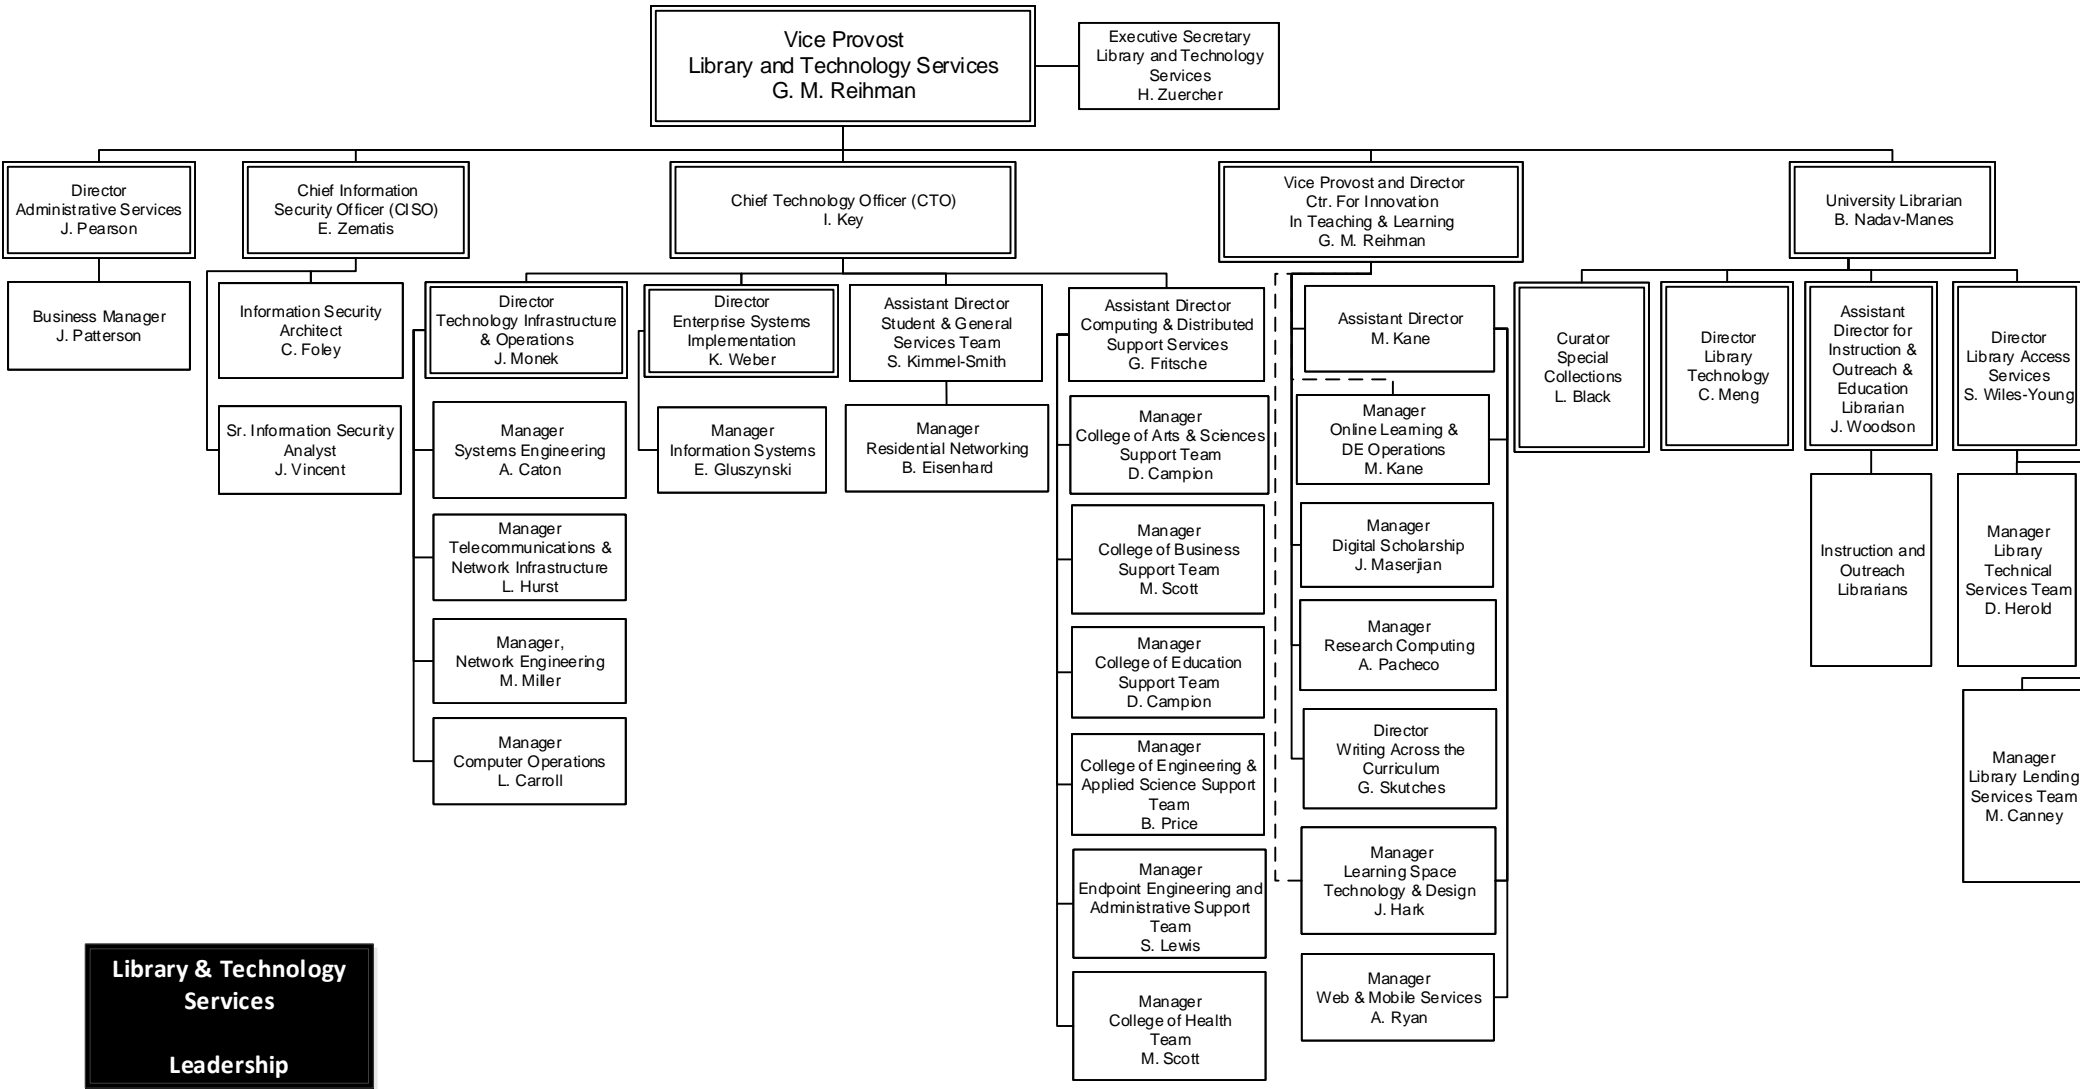 Vice Provost
Library and Technology Services
G. M. Reihman
Executive Secretary
Library and Technology
Services
H. Zuercher
Director
Administrative Services
J. Pearson
Chief Information
Security Officer (CISO)
E. Zematis
Chief Technology Officer (CTO)
I. Key
Vice Provost and Director
Ctr. For Innovation
In Teaching & Learning
G. M. Reihman
University Librarian
B. Nadav-Manes
Business Manager
J. Patterson
Information Security
Architect
C. Foley
Sr. Information Security
Analyst
J. Vincent
Director
Technology Infrastructure
& Operations
J. Monek
Manager
Systems Engineering
A. Caton
Manager
Telecommunications &
Network Infrastructure
L. Hurst
Manager,
Network Engineering
M. Miller
Manager
Computer Operations
L. Carroll
Director
Enterprise Systems
Implementation
K. Weber
Manager
Information Systems
E. Gluszynski
Assistant Director
Student & General
Services Team
S. Kimmel-Smith
Manager
Residential Networking
B. Eisenhard
Assistant Director
Computing & Distributed
Support Services
G. Fritsche
Manager
College of Arts & Sciences
Support Team
D. Campion
Manager
College of Business
Support Team
M. Scott
Manager
College of Education
Support Team
D. Campion
Manager
College of Engineering &
Applied Science Support
Team
B. Price
Manager
Endpoint Engineering and
Administrative Support
Team
S. Lewis
Manager
College of Health
Team
M. Scott
Assistant Director
M. Kane
Manager
Online Learning &
DE Operations
M. Kane
Manager
Digital Scholarship
J. Maserjian
Manager
Research Computing
A. Pacheco
Director
Writing Across the
Curriculum
G. Skutches
Manager
Learning Space
Technology & Design
J. Hark
Manager
Web & Mobile Services
A. Ryan
Curator
Special
Collections
L. Black
Director
Library
Technology
C. Meng
Assistant
Director for
Instruction &
Outreach &
Education
Librarian
J. Woodson
Instruction and
Outreach
Librarians
Director
Library Access
Services
S. Wiles-Young
Manager
Library
Technical
Services Team
D. Herold
Manager
Library Lending
Services Team
M. Canney
Library & Technology
Services
Leadership